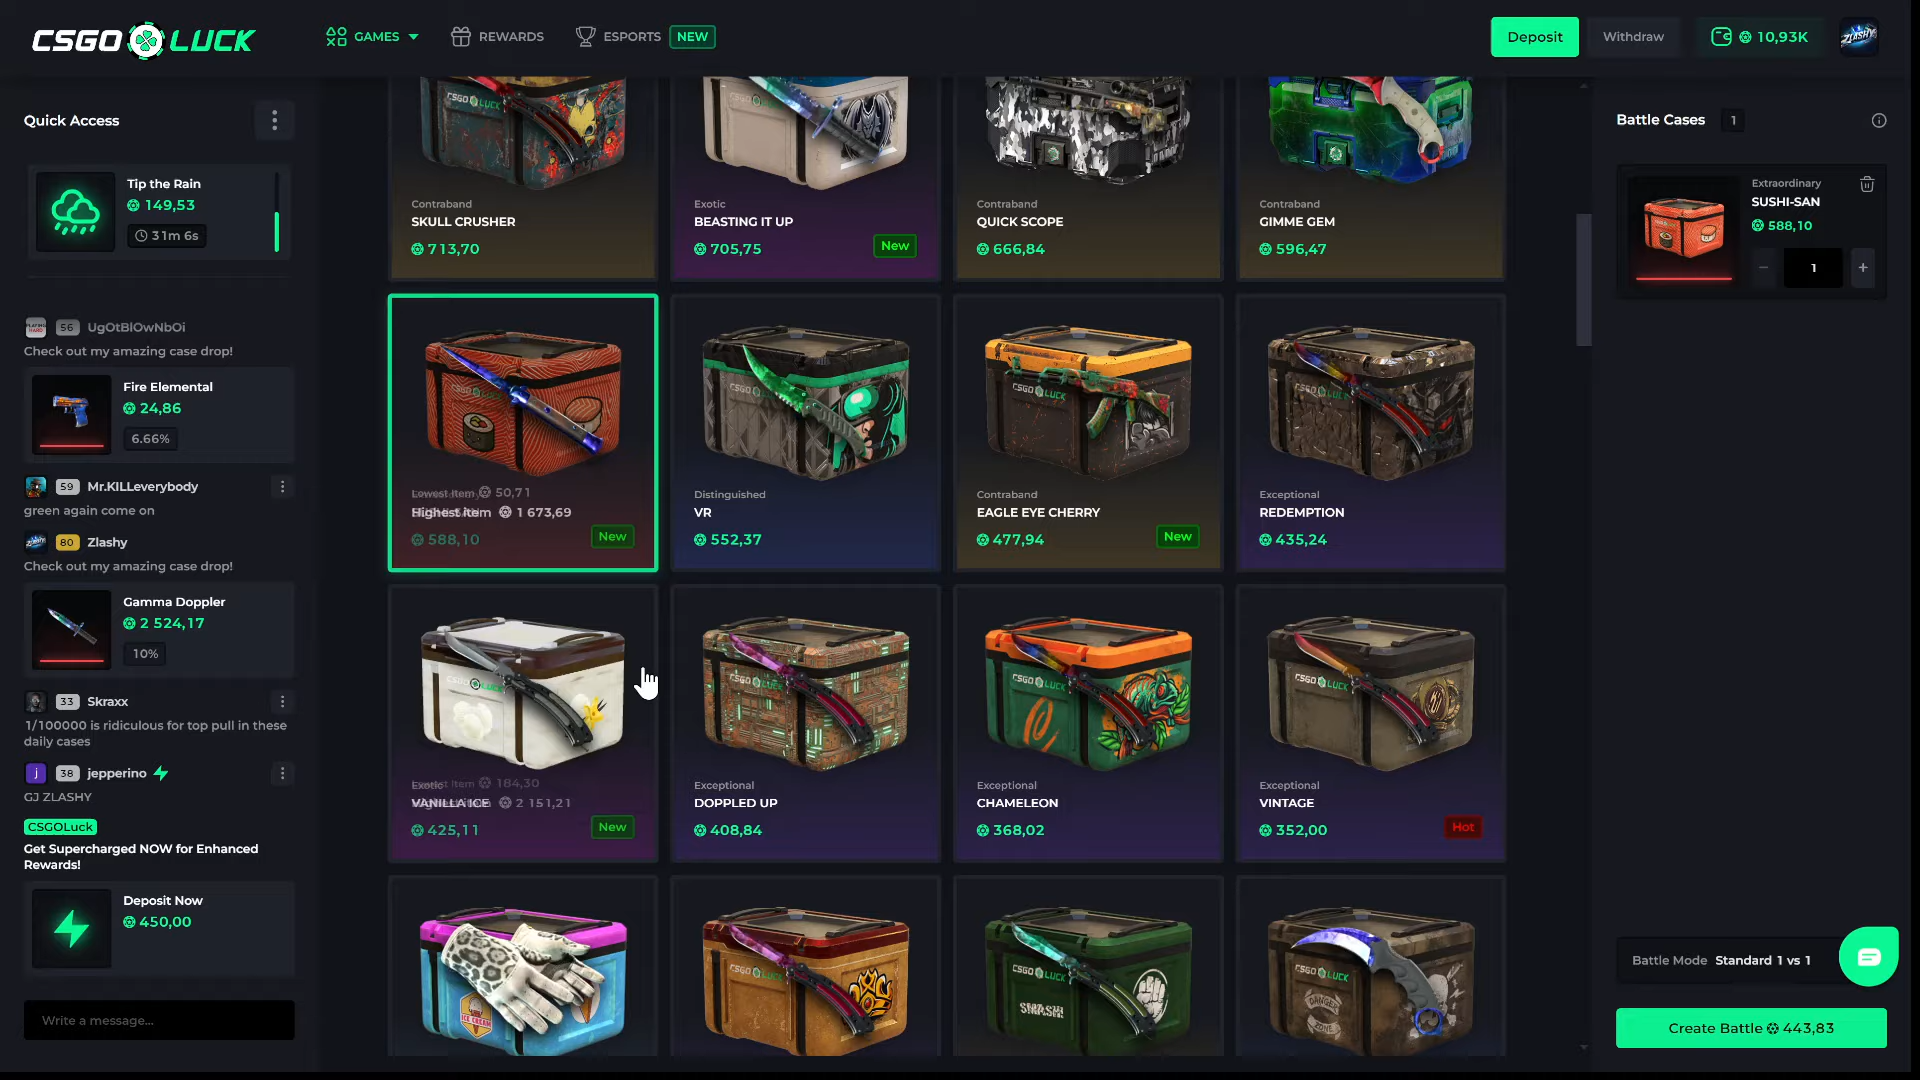 CSGO LUCK
GAMES
REWARDS
ESPORTS
NEW
Deposit
Withdraw
10,93K
ZLASHY
Quick Access
Tip the Rain
149,53
31m 6s
56 UgOtBlOwNbOi
Check out my amazing case drop!
Fire Elemental
24,86
6.66%
59 Mr.KILLeverybody
green again come on
80 Zlashy
Check out my amazing case drop!
Gamma Doppler
2 524,17
10%
33 Skraxx
1/100000 is ridiculous for top pull in these
daily cases
j 38 jepperino
GJ ZLASHY
CSGOLuck
Get Supercharged NOW for Enhanced
Rewards!
Deposit Now
450,00
Write a message...
Contraband
SKULL CRUSHER
713,70
Exotic
BEASTING IT UP
705,75
New
Contraband
QUICK SCOPE
666,84
Contraband
GIMME GEM
596,47
Lowest Item 50,71
Highest item 1 673,69
588,10
New
Distinguished
VR
552,37
Contraband
EAGLE EYE CHERRY
477,94
New
Exceptional
REDEMPTION
435,24
Exotic
Lowest Item 184,30
VANILLA ICE
2 151,21
425,11
New
Exceptional
DOPPLED UP
408,84
Exceptional
CHAMELEON
368,02
Exceptional
VINTAGE
352,00
Hot
ICE CREAM
SMASH!
DANGER
ZONE
Battle Cases 1
Extraordinary
SUSHI-SAN
588,10
− 1 +
Battle Mode Standard 1 vs 1
Create Battle 443,83